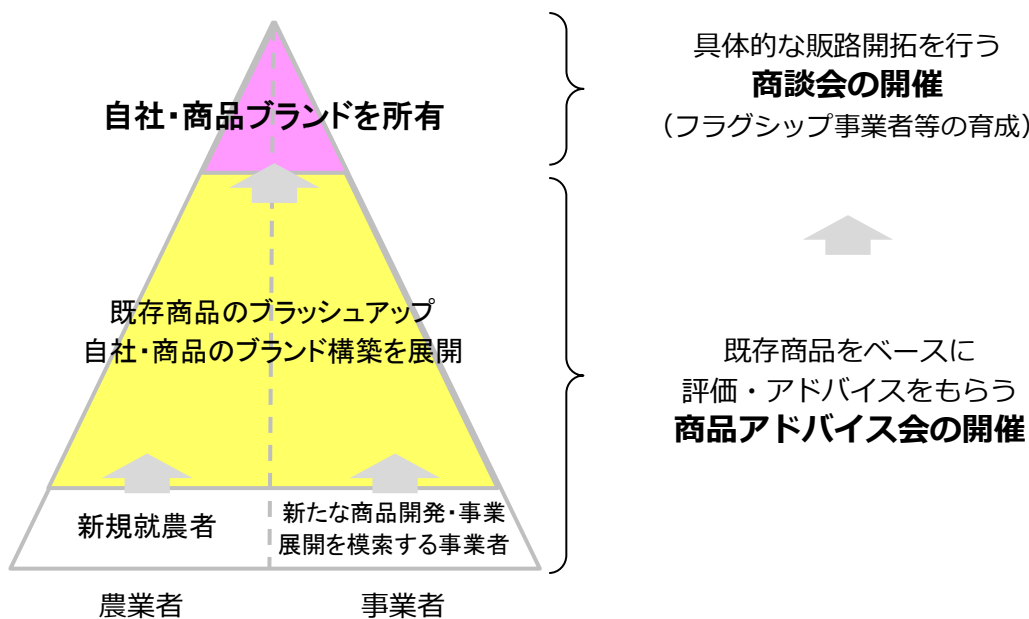 自社・商品ブランドを所有
既存商品のブラッシュアップ
自社・商品のブランド構築を展開
新規就農者
新たな商品開発・事業
展開を模索する事業者
農業者
事業者
具体的な販路開拓を行う
商談会の開催
（フラグシップ事業者等の育成）
既存商品をベースに
評価・アドバイスをもらう
商品アドバイス会の開催